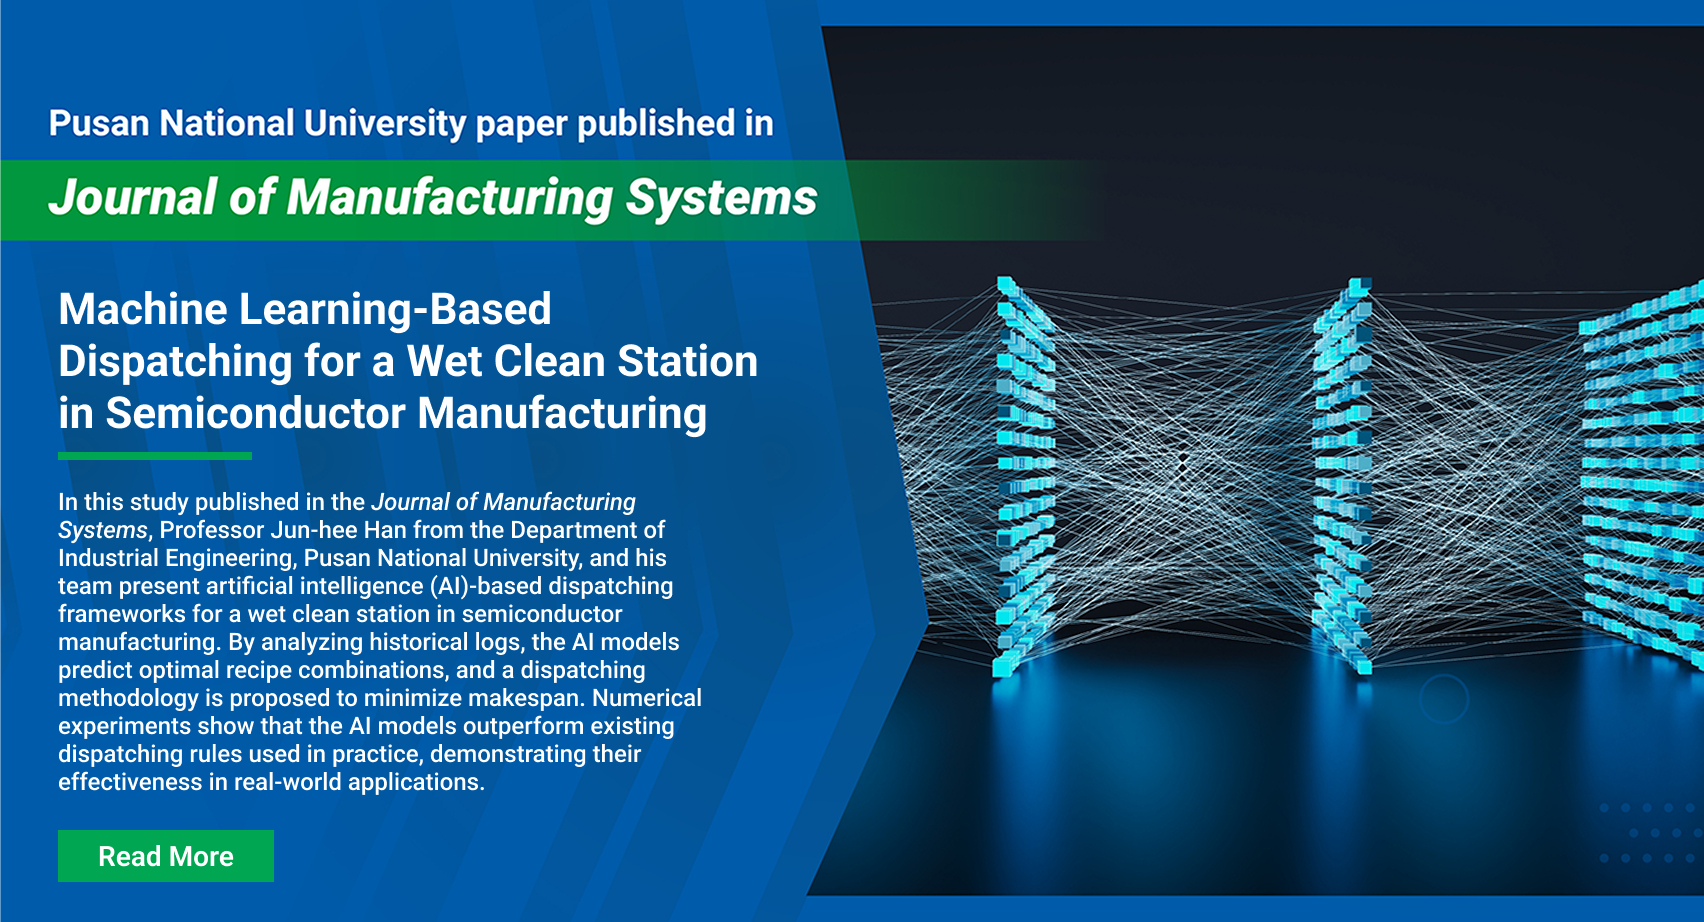 Pusan National University paper published in
Journal of Manufacturing Systems
Machine Learning-Based
Dispatching for a Wet Clean Station
in Semiconductor Manufacturing
In this study published in the Journal of Manufacturing
Systems, Professor Jun-hee Han from the Department of
Industrial Engineering, Pusan National University, and his
team present artificial intelligence (AI)-based dispatching
frameworks for a wet clean station in semiconductor
manufacturing. By analyzing historical logs, the AI models
predict optimal recipe combinations, and a dispatching
methodology is proposed to minimize makespan. Numerical
experiments show that the AI models outperform existing
dispatching rules used in practice, demonstrating their
effectiveness in real-world applications.
Read More